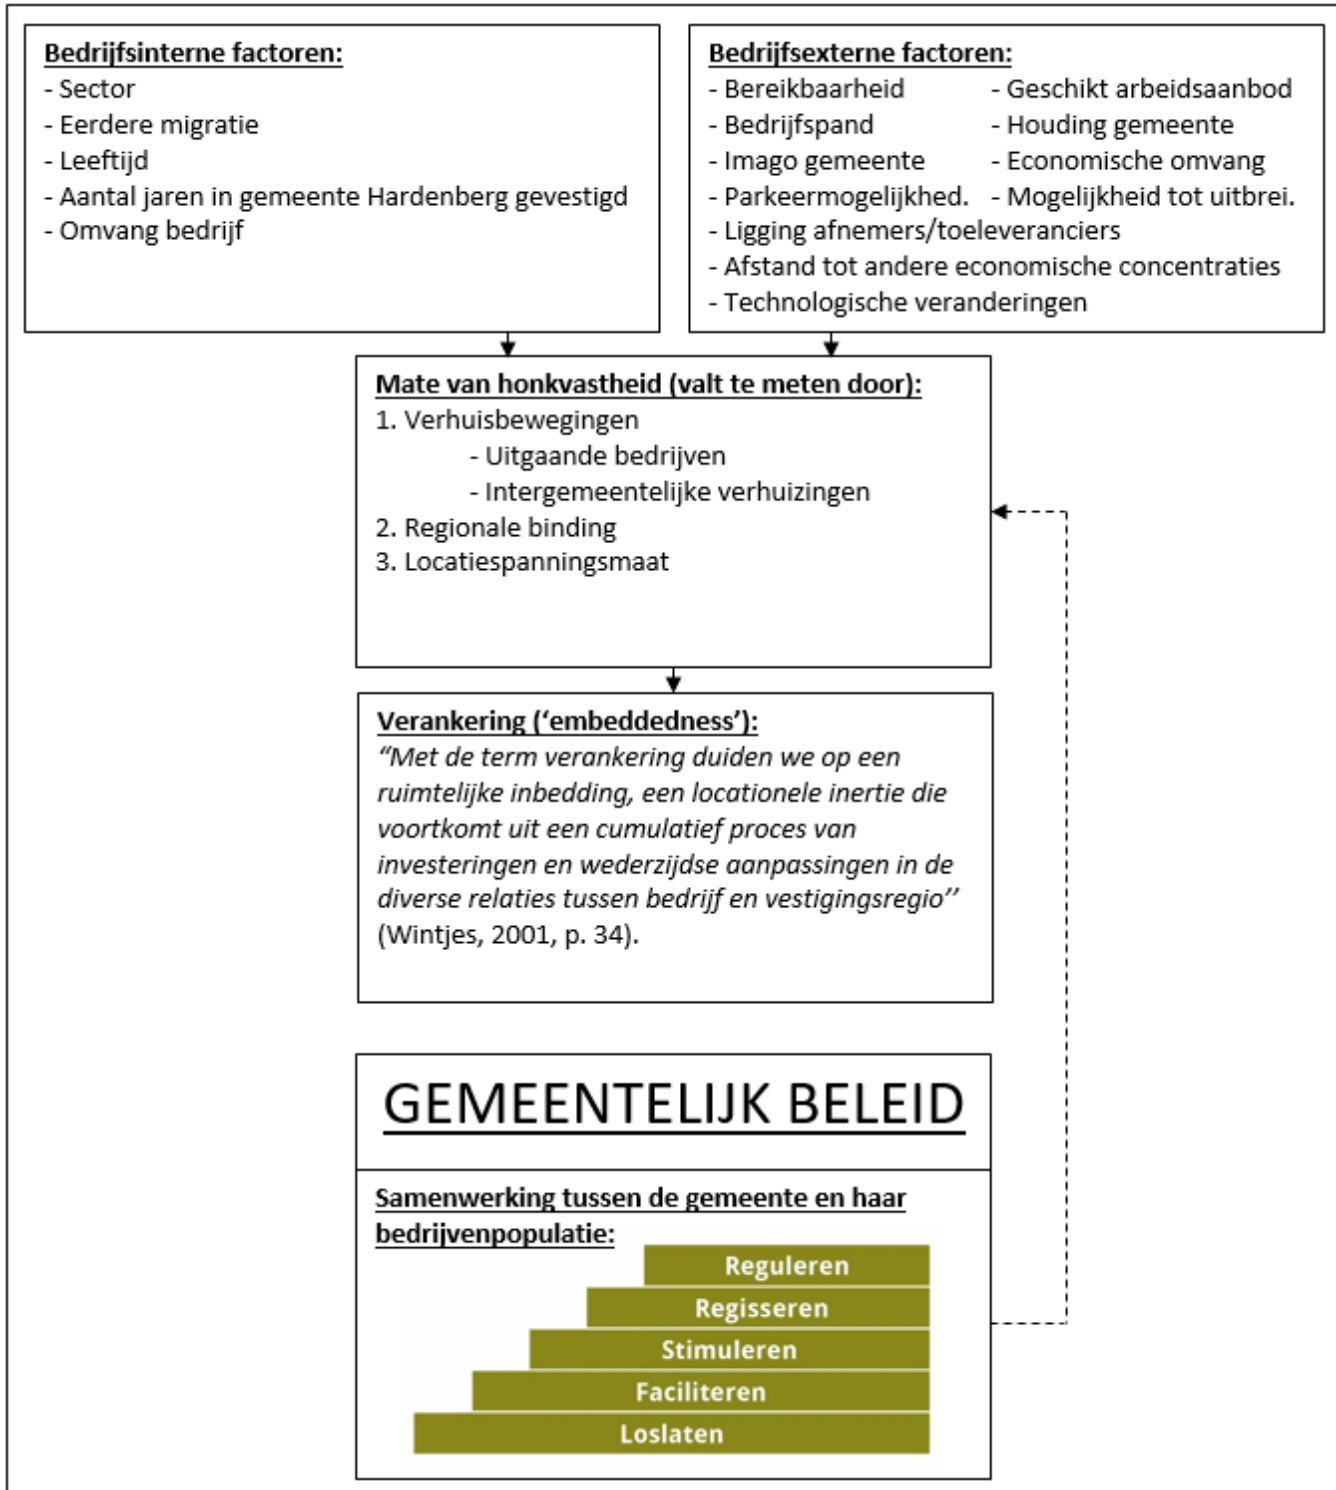 Bedrijfsinterne factoren:
- Sector
- Eerdere migratie
- Leeftijd
- Aantal jaren in gemeente Hardenberg gevestigd
- Omvang bedrijf
Bedrijfsexterne factoren:
- Bereikbaarheid - Geschikt arbeidsaanbod
- Bedrijfspand - Houding gemeente
- Imago gemeente - Economische omvang
- Parkeermogelijkhed. - Mogelijkheid tot uitbrei.
- Ligging afnemers/toeleveranciers
- Afstand tot andere economische concentraties
- Technologische veranderingen
Mate van honkvastheid (valt te meten door):
1. Verhuisbewegingen
- Uitgaande bedrijven
- Intergemeentelijke verhuizingen
2. Regionale binding
3. Locatiespanningsmaat
Verankering (‘embeddedness’):
“Met de term verankering duiden we op een
ruimtelijke inbedding, een locationele inertie die
voortkomt uit een cumulatief proces van
investeringen en wederzijdse aanpassingen in de
diverse relaties tussen bedrijf en vestigingsregio’’
(Wintjes, 2001, p. 34).
GEMEENTELIJK BELEID
Samenwerking tussen de gemeente en haar
bedrijvenpopulatie:
Reguleren
Regisseren
Stimuleren
Faciliteren
Loslaten